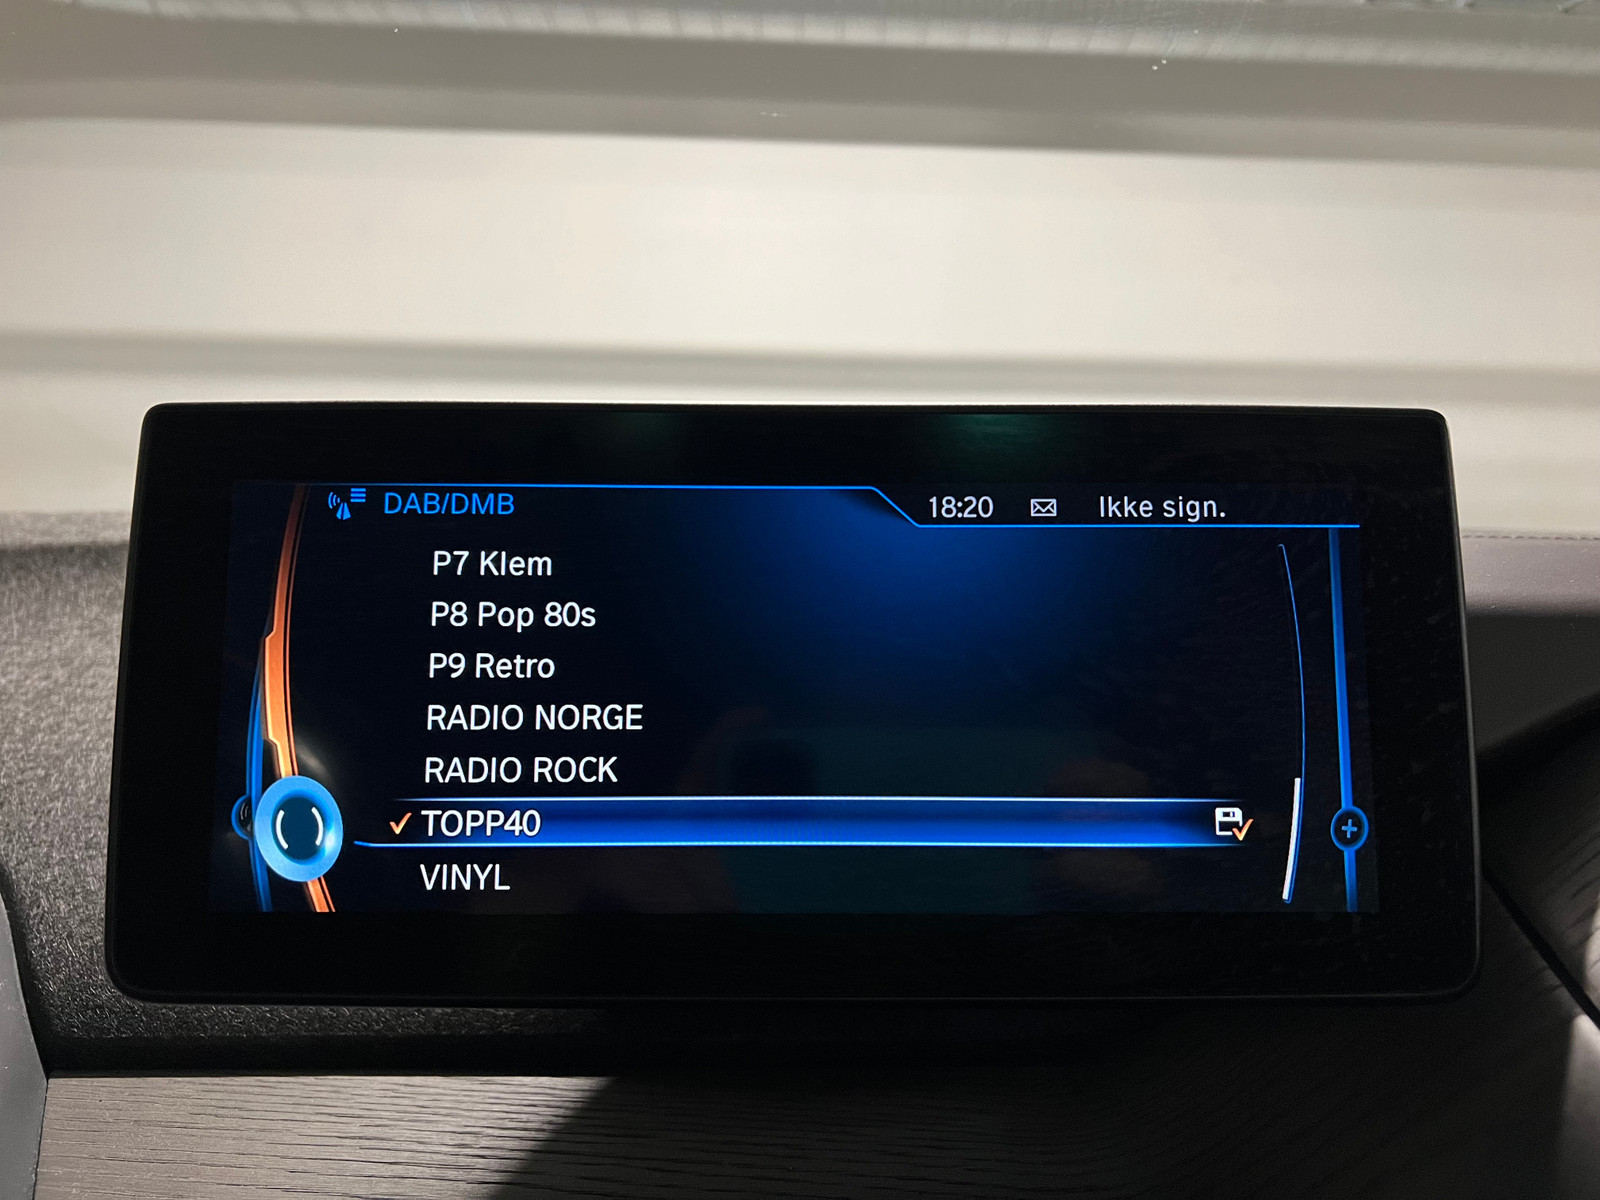 DAB/DMB
18:20 Ikke sign.
P7 Klem
P8 Pop 80s
P9 Retro
RADIO NORGE
RADIO ROCK
TOPP40
VINYL